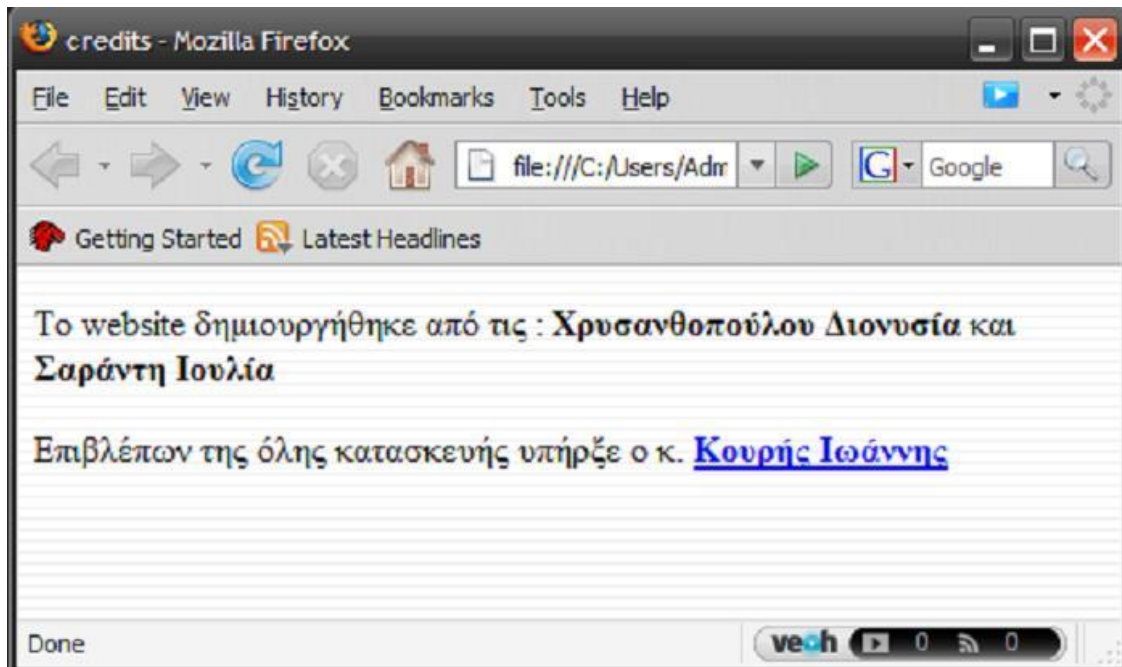 credits - Mozilla Firefox
File Edit View History Bookmarks Tools Help
file:///C:/Users/Adm G Google
Getting Started Latest Headlines
Το website δημιουργήθηκε από τις : Χρυσανθοπούλου Διονυσία και
Σαράντη Ιουλία
Επιβλέπων της όλης κατασκευής υπήρξε ο κ. Κουρής Ιωάννης
Done veoh 0 0